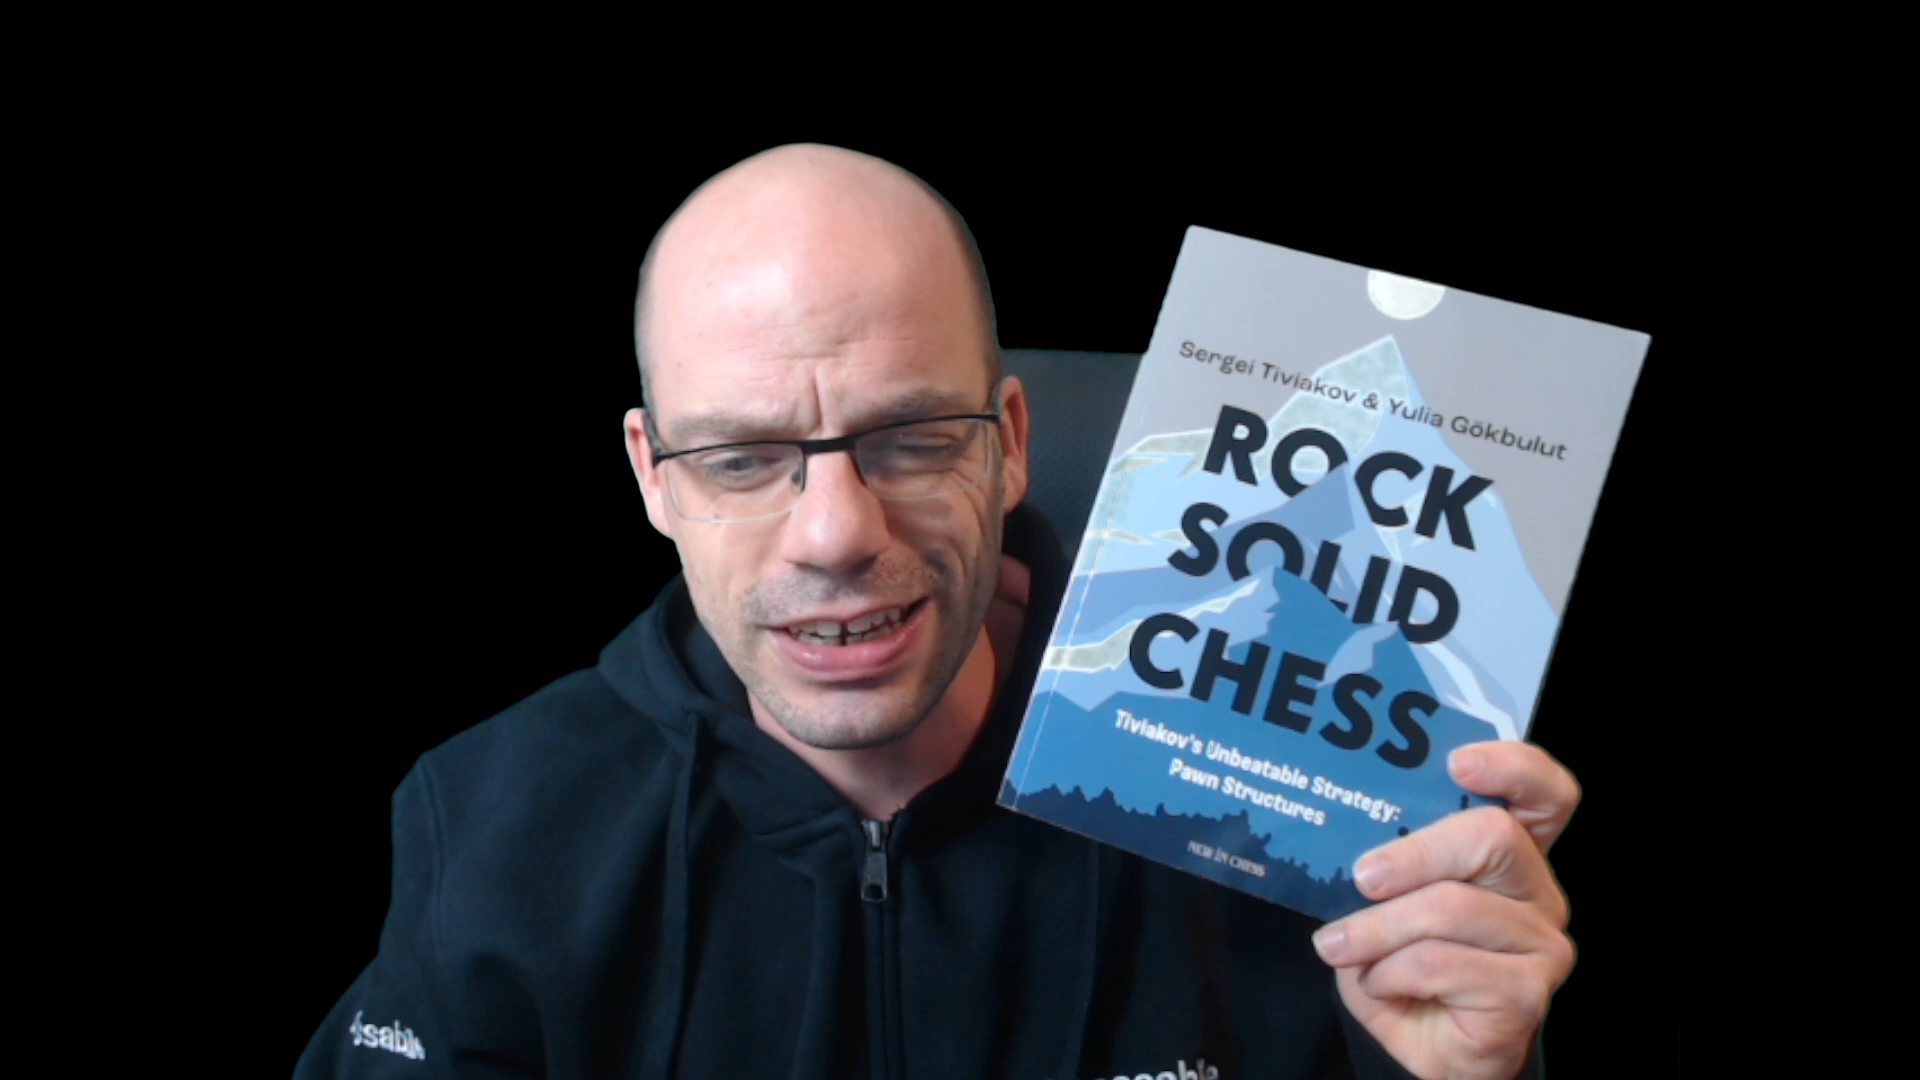 Sergei Tiviakov & Yulia Gökbulut
ROCK
SOLID
CHESS
Tiviakov's Unbeatable Strategy:
Pawn Structures
NEW IN CHESS